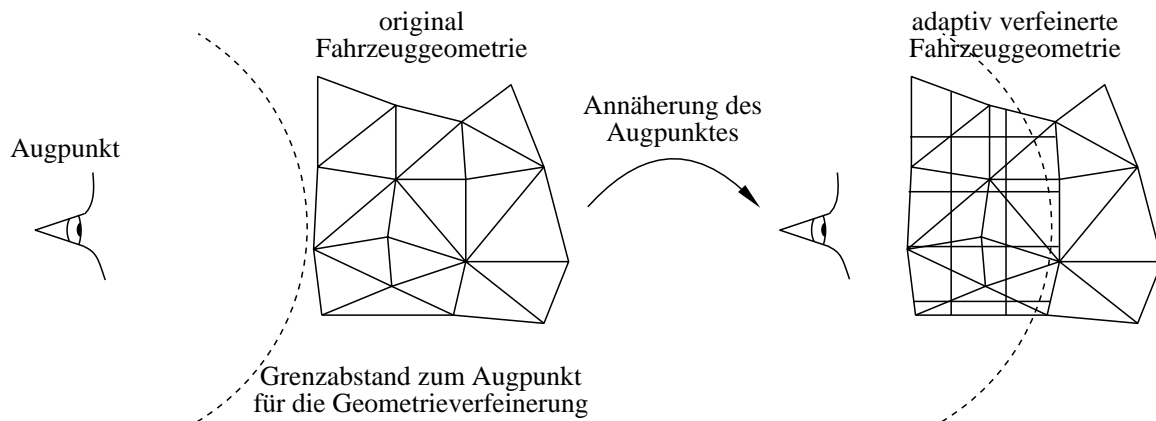 original
Fahrzeuggeometrie
adaptiv verfeinerte
Fahrzeuggeometrie
Annäherung des
Augpunktes
Augpunkt
Grenzabstand zum Augpunkt
für die Geometrieverfeinerung